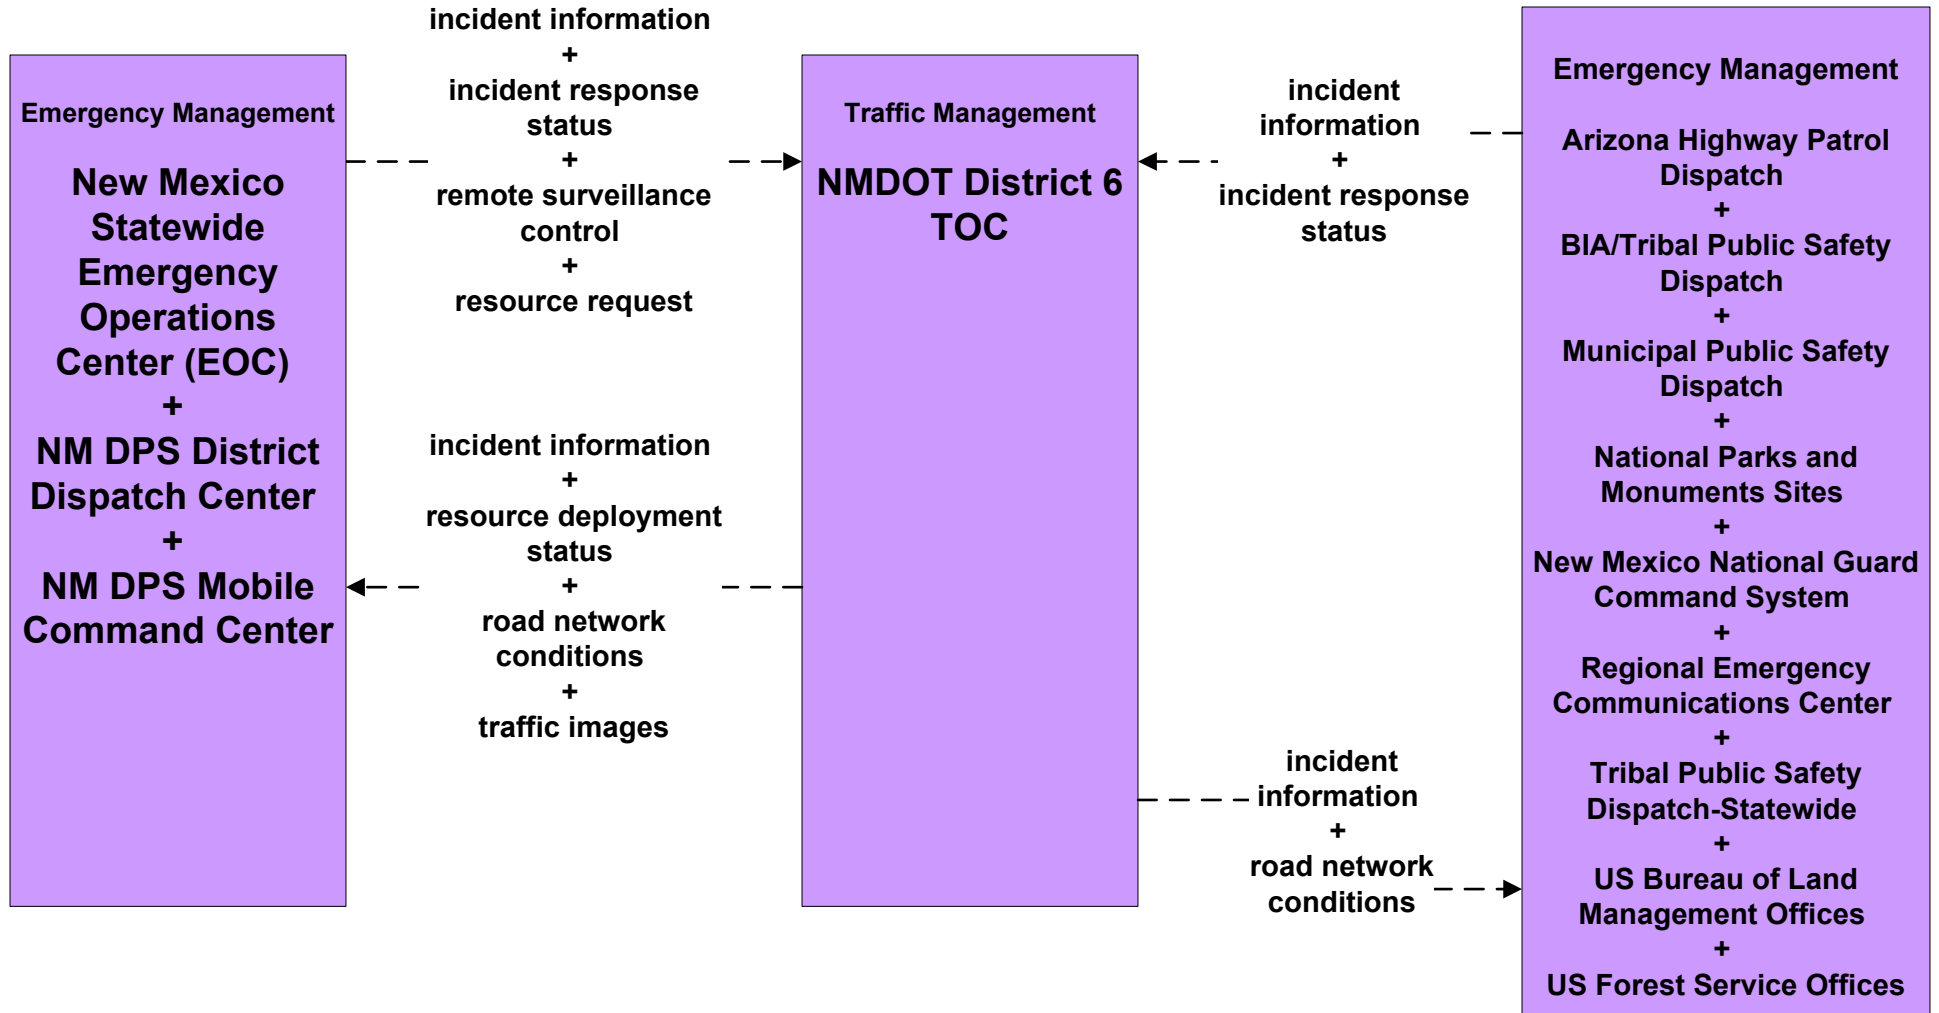 Emergency Management
New Mexico
Statewide
Emergency
Operations
Center (EOC)
+
NM DPS District
Dispatch Center
+
NM DPS Mobile
Command Center
incident information
+
incident response
status
+
remote surveillance
control
+
resource request
incident information
+
resource deployment
status
+
road network
conditions
+
traffic images
Traffic Management
NMDOT District 6
TOC
incident
information
+
incident response
status
incident
information
+
road network
conditions
Emergency Management
Arizona Highway Patrol
Dispatch
+
BIA/Tribal Public Safety
Dispatch
+
Municipal Public Safety
Dispatch
+
National Parks and
Monuments Sites
+
New Mexico National Guard
Command System
+
Regional Emergency
Communications Center
+
Tribal Public Safety
Dispatch-Statewide
+
US Bureau of Land
Management Offices
+
US Forest Service Offices